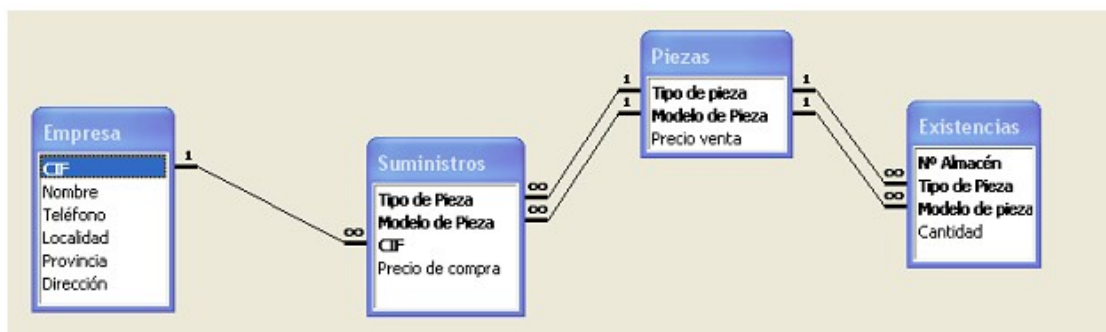 Empresa
CIF
Nombre
Teléfono
Localidad
Provincia
Dirección
1
∞
Suministros
Tipo de Pieza
Modelo de Pieza
CIF
Precio de compra
∞
∞
1
1
Piezas
Tipo de pieza
Modelo de Pieza
Precio venta
1
1
∞
∞
Existencias
Nº Almacén
Tipo de Pieza
Modelo de pieza
Cantidad